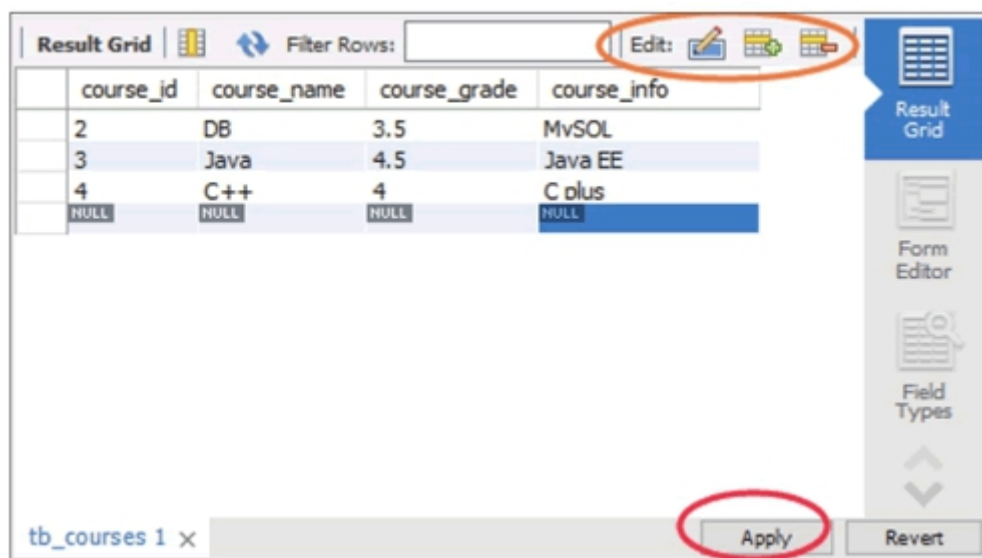 Result Grid Filter Rows: Edit:
course_id course_name course_grade course_info
2 DB 3.5 MySQL
3 Java 4.5 Java EE
4 C++ 4 C plus
NULL NULL NULL NULL
Result
Grid
Form
Editor
Field
Types
tb_courses 1 Apply Revert